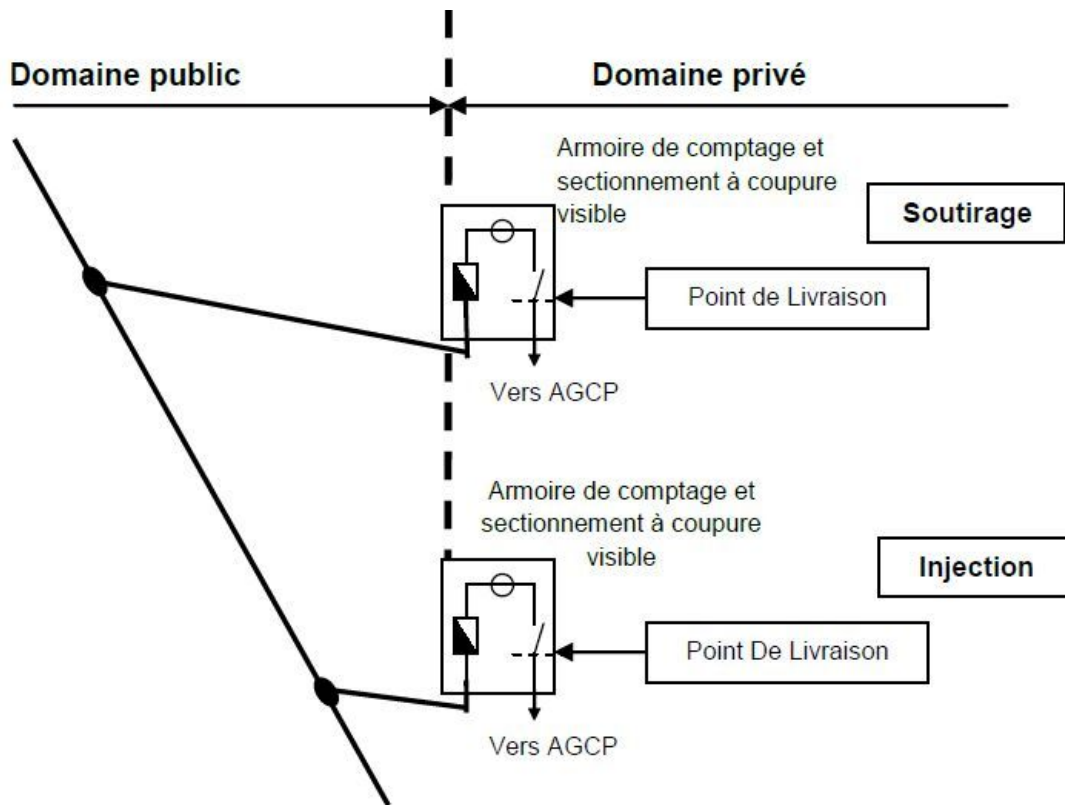 Domaine public
Domaine privé
Armoire de comptage et
sectionnement à coupure
visible
Soutirage
Point de Livraison
Vers AGCP
Armoire de comptage et
sectionnement à coupure
visible
Injection
Point De Livraison
Vers AGCP